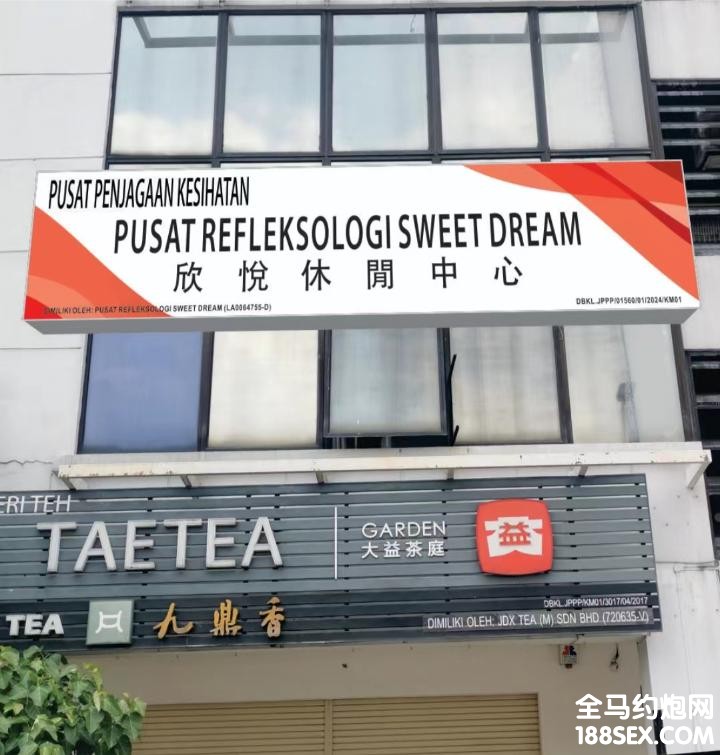 PUSAT PENJAGAAN KESIHATAN
PUSAT REFLEKSOLOGI SWEET DREAM
欣悅休閒中心
DIMILIKI OLEH: PUSAT REFLEKSOLOGI SWEET DREAM (LA0064755-D)
DBKL.JPPP/01560/01/2024/KM01
ERI TEH
TAETEA
GARDEN
大益茶庭
益
DBKL.JPPP/KM01/3017/04/2017
TEA
九鼎香
DIMILIKI OLEH: JDX TEA (M) SDN BHD (720635-V)
全马约炮网
188SEX.COM